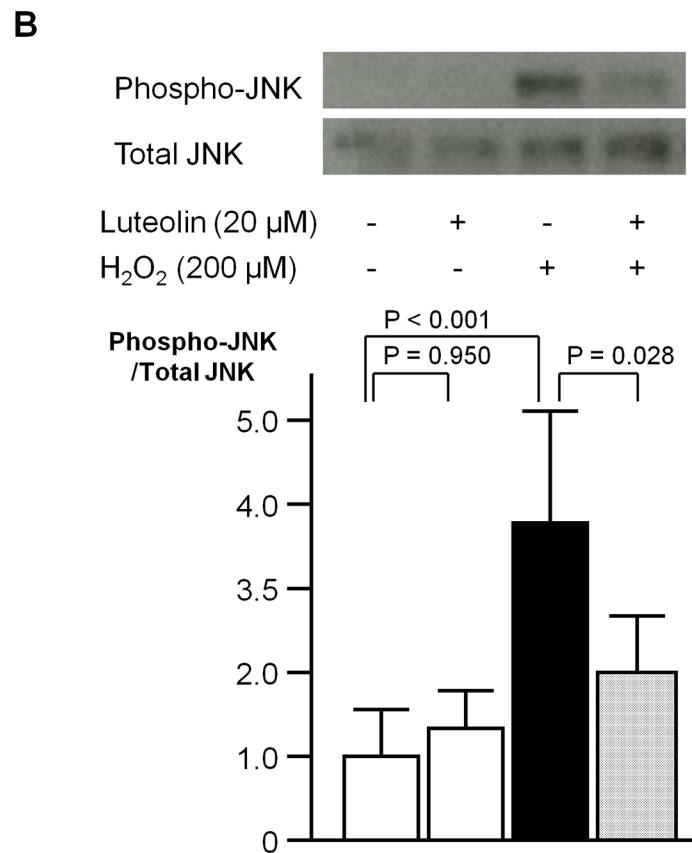 B
Phospho-JNK
Total JNK
Luteolin (20 µM) - + - +
H₂O₂ (200 µM) - - + +
P < 0.001
Phospho-JNK
/Total JNK
P = 0.950 P = 0.028
5.0
4.0
3.5
2.0
1.0
0